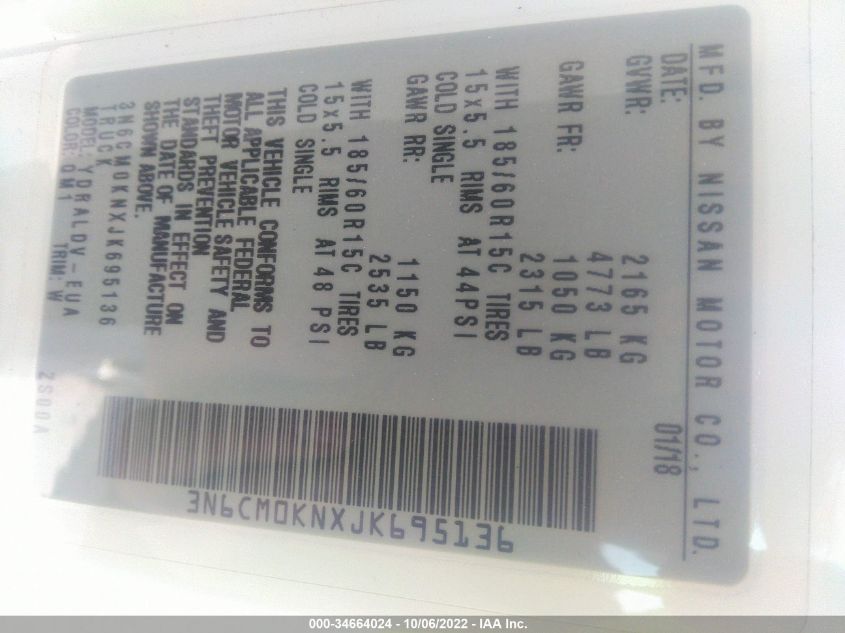 MFD. BY NISSAN MOTOR CO., LTD.
DATE: 01/18
GVWR: 2165 KG
4773 LB
GAWR FR: 1050 KG
2315 LB
WITH 185/60R15C TIRES
15x5.5 RIMS AT 44PSI
COLD SINGLE
GAWR RR: 1150 KG
2535 LB
WITH 185/60R15C TIRES
15x5.5 RIMS AT 48 PSI
COLD SINGLE
THIS VEHICLE CONFORMS TO
ALL APPLICABLE FEDERAL
MOTOR VEHICLE SAFETY AND
THEFT PREVENTION
STANDARDS IN EFFECT ON
THE DATE OF MANUFACTURE
SHOWN ABOVE.
3N6CM0KNXJK695136
TRUCK
MODEL: YDRALDV-EUA
COLOR: QM1 TRIM: W 2S00A
3N6CM0KNXJK695136
000-34664024 - 10/06/2022 - IAA Inc.